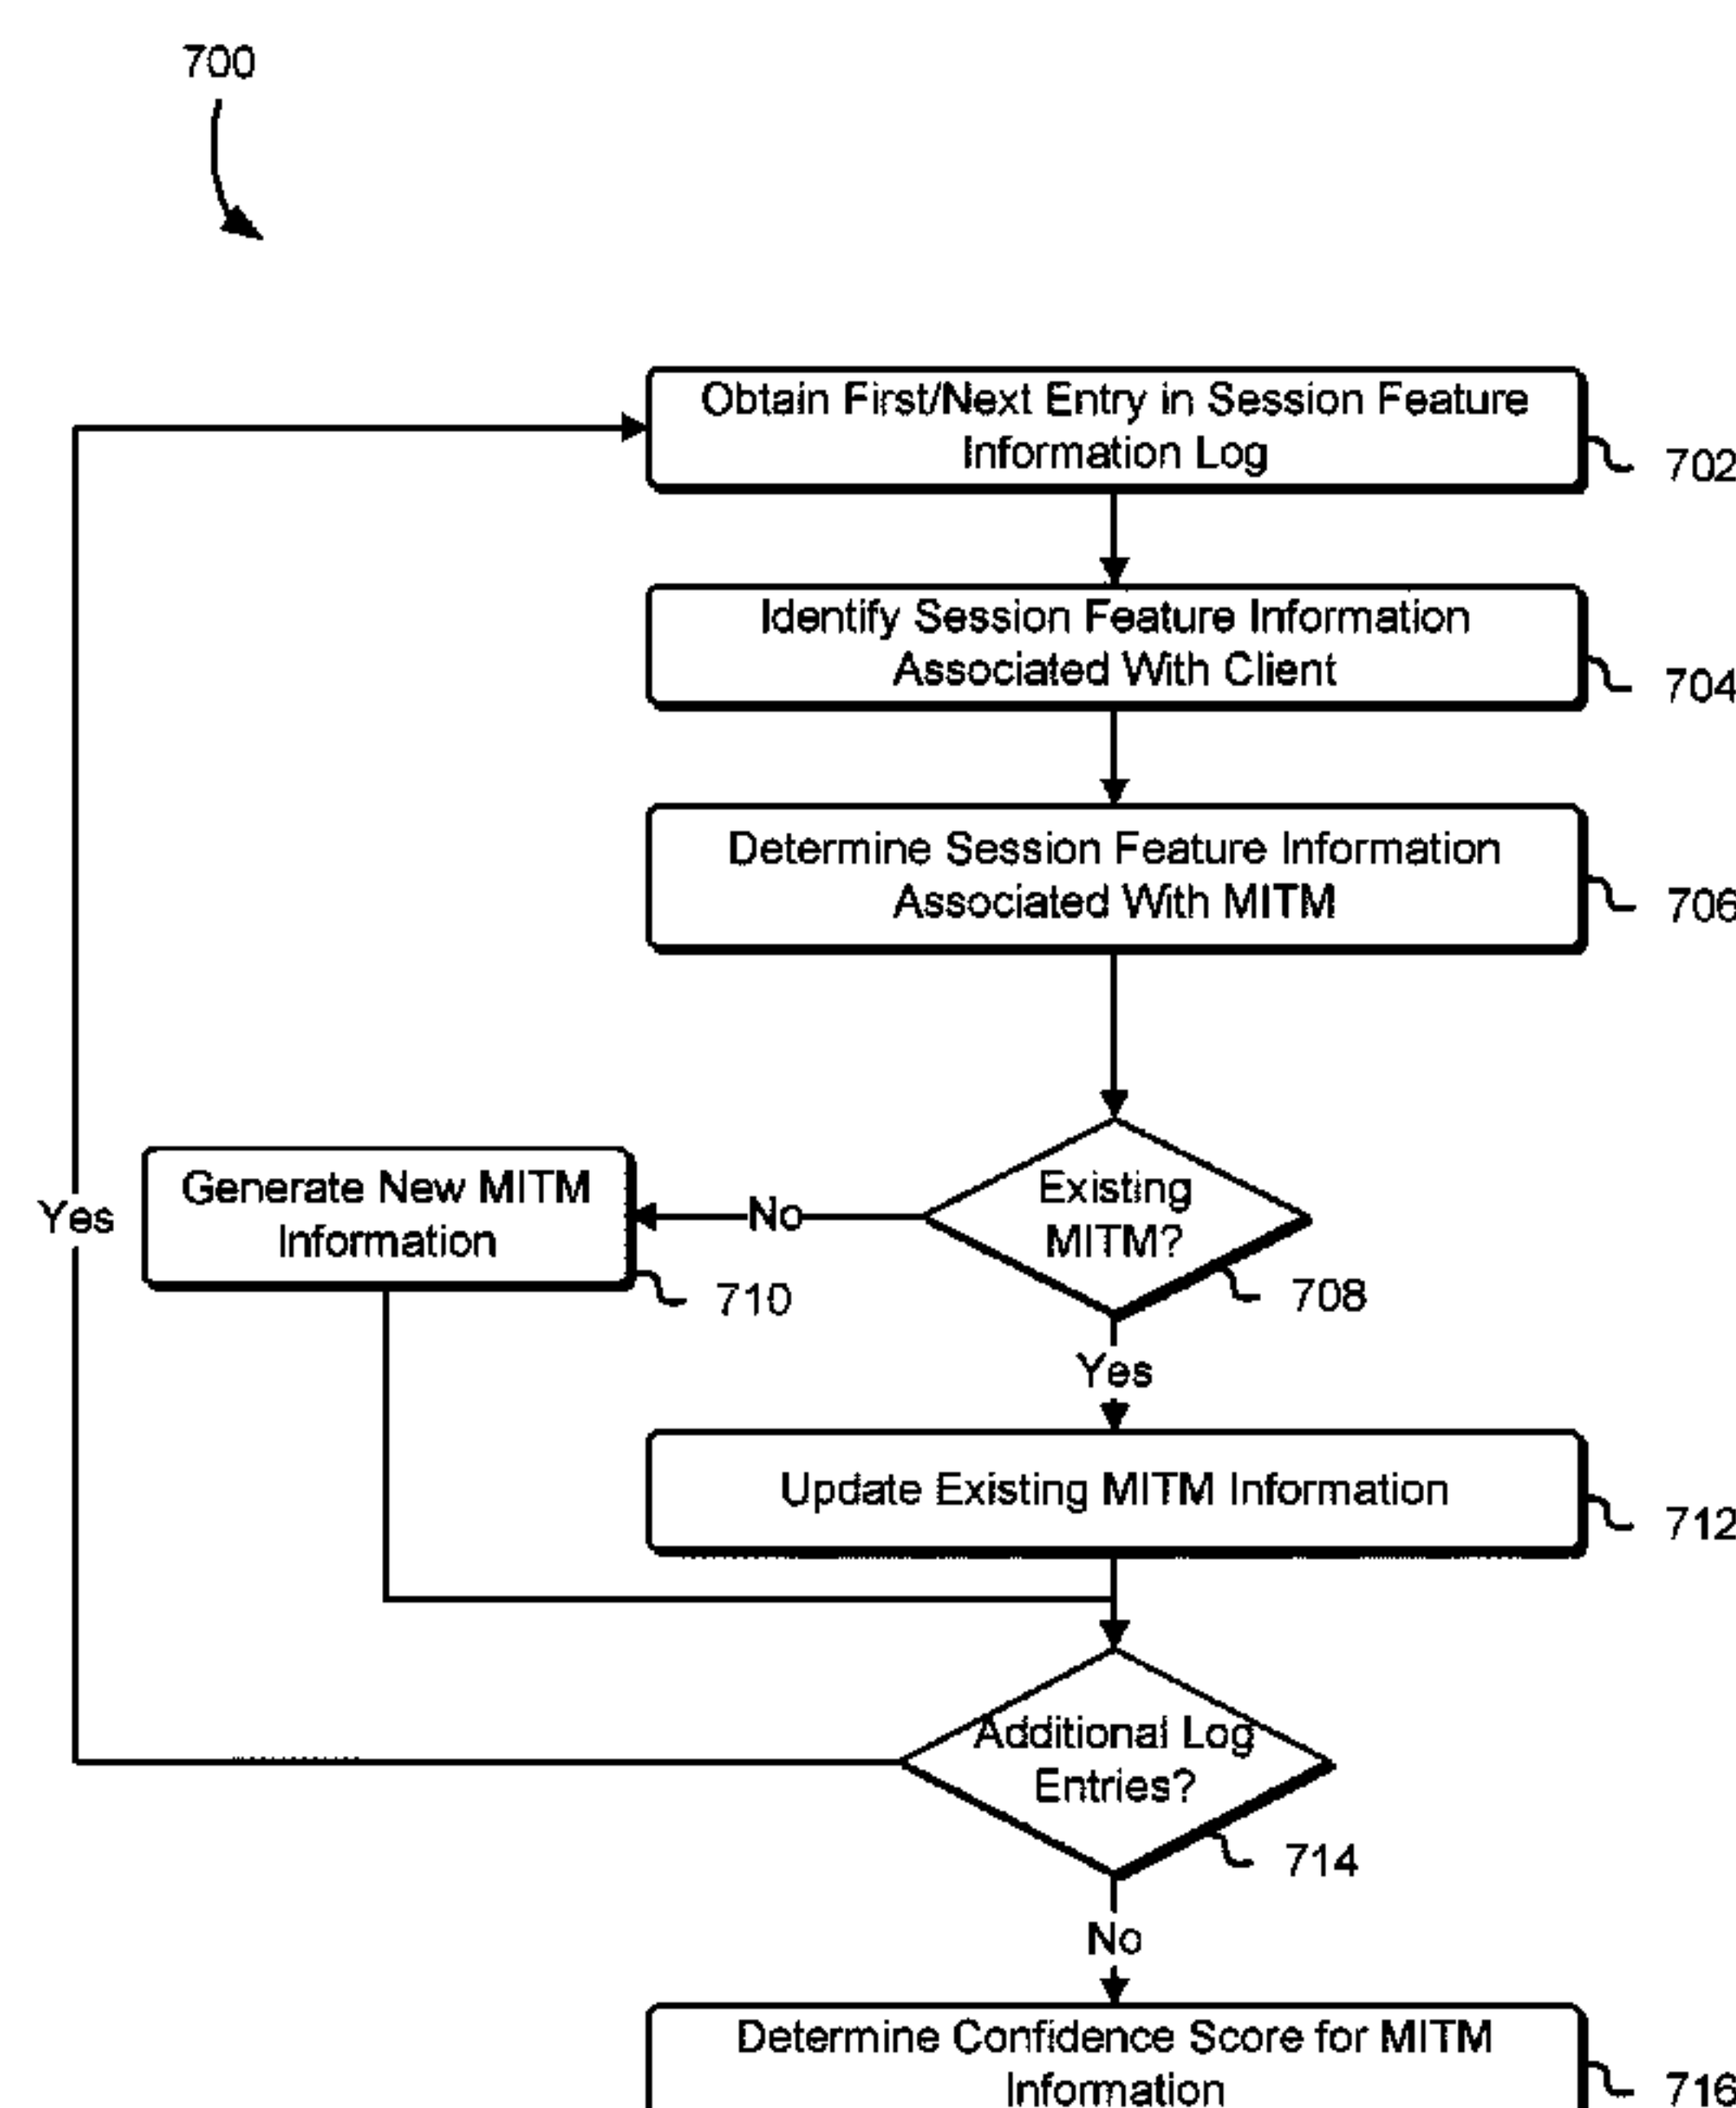 700
Obtain First/Next Entry in Session Feature
Information Log
702
Identify Session Feature Information
Associated With Client
704
Determine Session Feature Information
Associated With MITM
706
Existing
MITM?
708
No
Generate New MITM
Information
710
Yes
Yes
Update Existing MITM Information
712
Additional Log
Entries?
714
No
Determine Confidence Score for MITM
Information
716